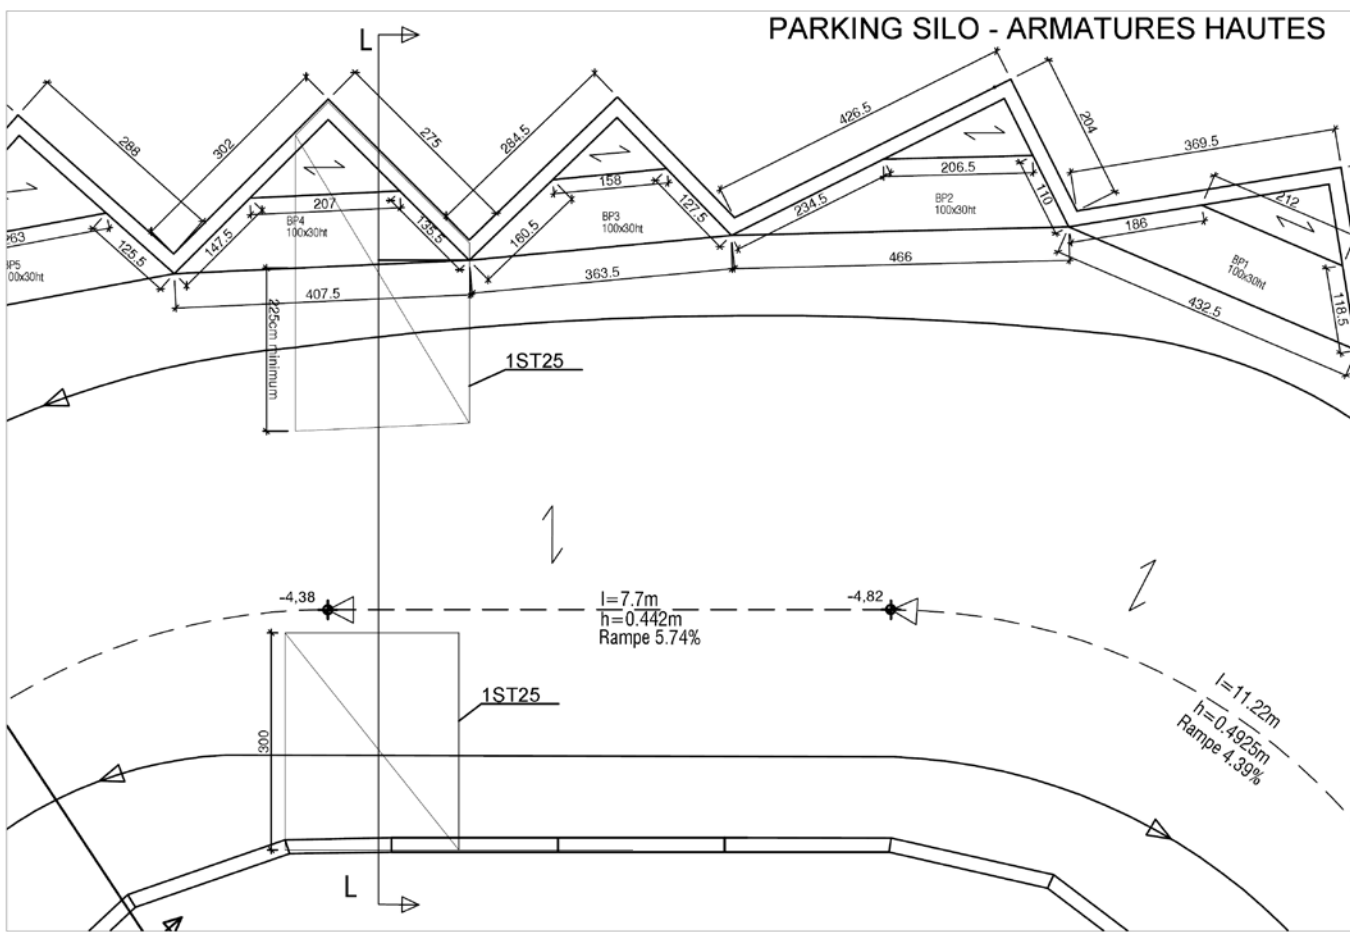 PARKING SILO - ARMATURES HAUTES
L
288
302
275
284.5
426.5
204
369.5
212
207
158
206.5
110
186
234.5
127.5
160.5
135.5
147.5
125.5
BP4
100x30ht
BP3
100x30ht
BP2
100x30ht
BP1
100x30ht
263
BP5
00x30ht
407.5
363.5
466
432.5
118.5
225cm minimum
1ST25
-4,38
-4,82
l=7.7m
h=0.442m
Rampe 5.74%
l=11.22m
h=0.4925m
Rampe 4.39%
1ST25
300
L